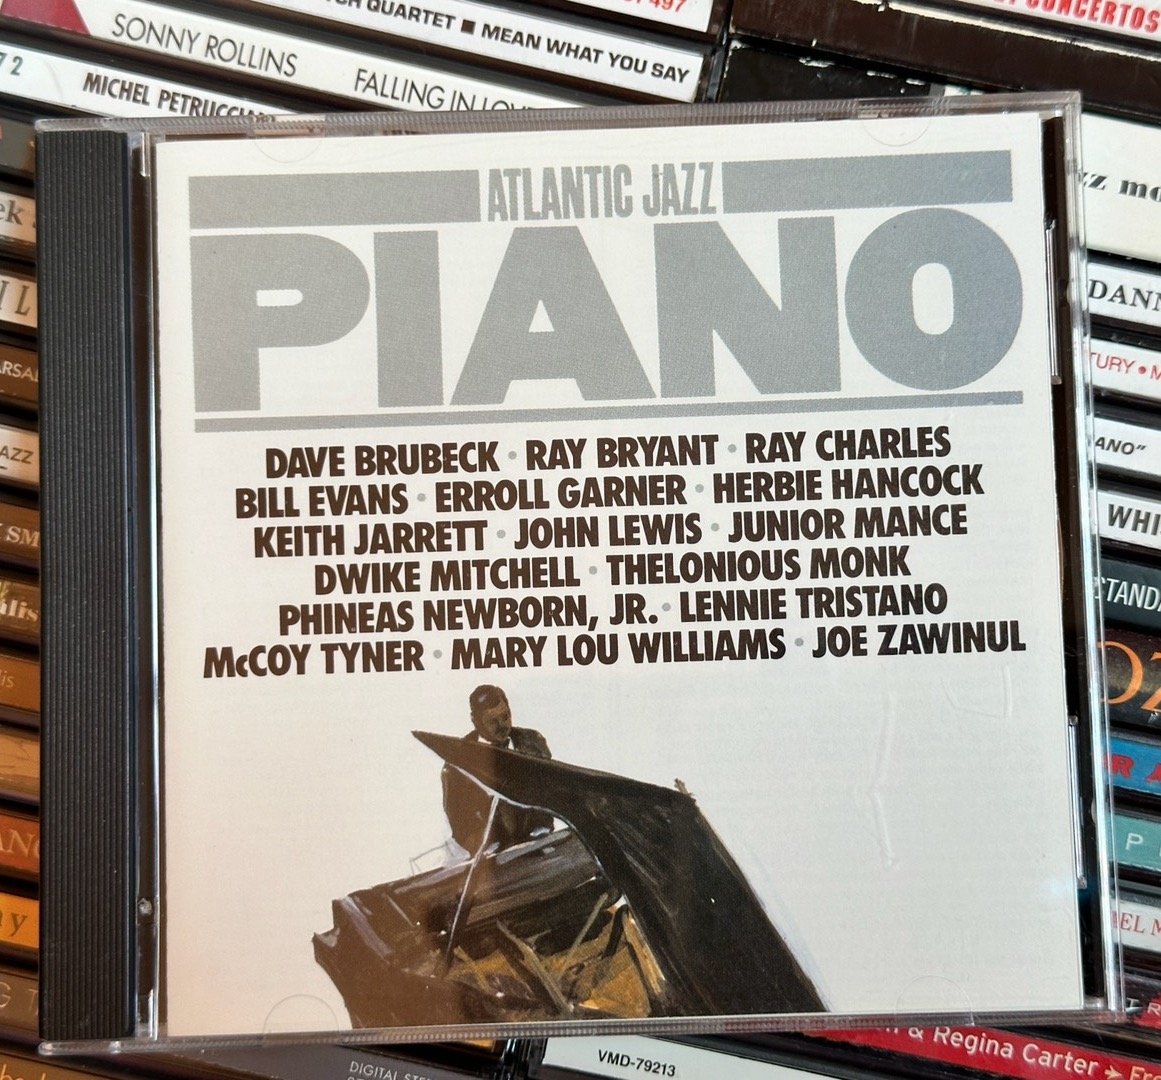 QUARTET ■ MEAN WHAT YOU SAY
SONNY ROLLINS FALLING IN
MICHEL PETRUCCIANI
CONCERTOS
ATLANTIC JAZZ
PIANO
DAVE BRUBECK • RAY BRYANT • RAY CHARLES
BILL EVANS • ERROLL GARNER • HERBIE HANCOCK
KEITH JARRETT • JOHN LEWIS • JUNIOR MANCE
DWIKE MITCHELL • THELONIOUS MONK
PHINEAS NEWBORN, JR. • LENNIE TRISTANO
McCOY TYNER • MARY LOU WILLIAMS • JOE ZAWINUL
& Regina Carter
VMD-79213
DIGITAL